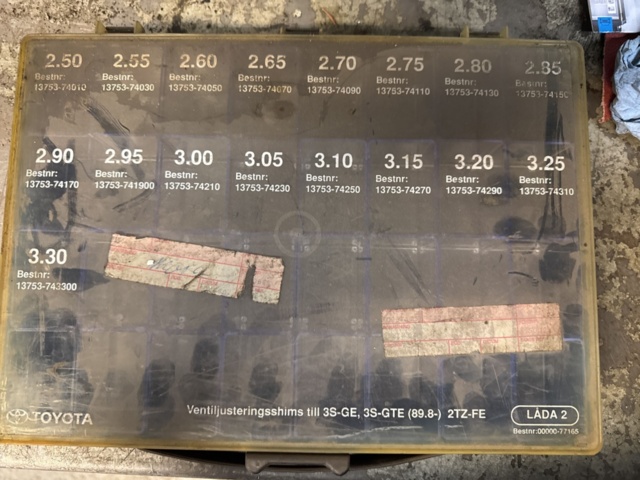 2.50 2.55 2.60 2.65 2.70 2.75 2.80 2.85
Bestnr: Bestnr: Bestnr: Bestnr: Bestnr: Bestnr: Bestnr: Bestnr:
13753-74010 13753-74030 13753-74050 13753-74070 13753-74090 13753-74110 13753-74130 13753-74150
2.90 2.95 3.00 3.05 3.10 3.15 3.20 3.25
Bestnr: Bestnr: Bestnr: Bestnr: Bestnr: Bestnr: Bestnr: Bestnr:
13753-74170 13753-741900 13753-74210 13753-74230 13753-74250 13753-74270 13753-74290 13753-74310
3.30
Bestnr:
13753-743300
TOYOTA Ventiljusteringsshims till 3S-GE, 3S-GTE (89.8-) 2TZ-FE LÅDA 2
Bestnr:00000-77165